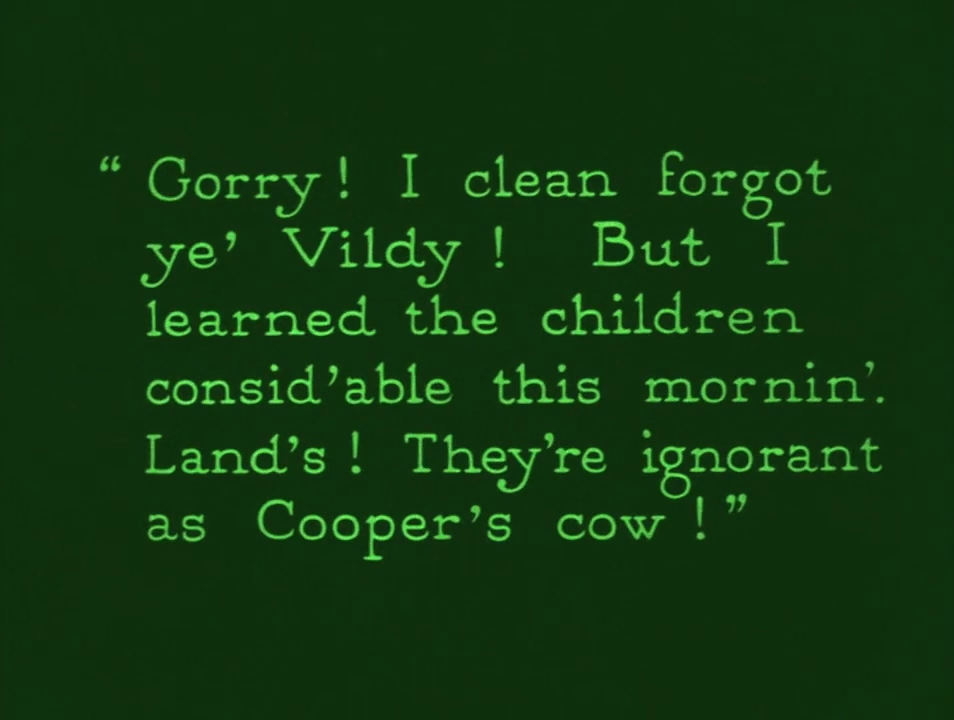 “ Gorry! I clean forgot
ye’ Vildy! But I
learned the children
consid’able this mornin’.
Land’s! They’re ignorant
as Cooper’s cow!”